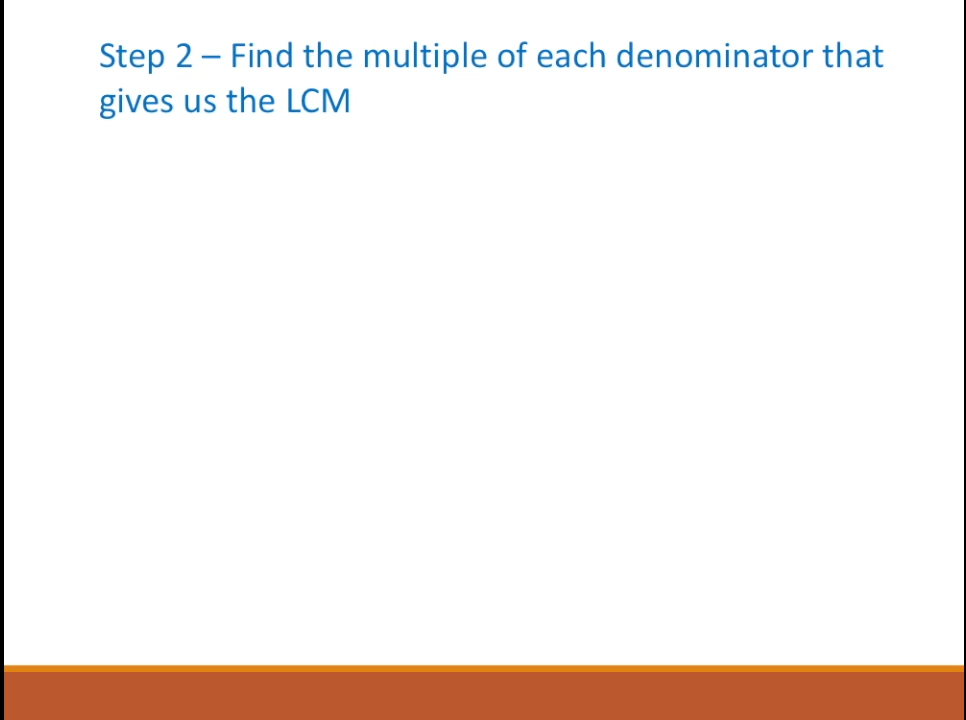 Step 2 – Find the multiple of each denominator that
gives us the LCM